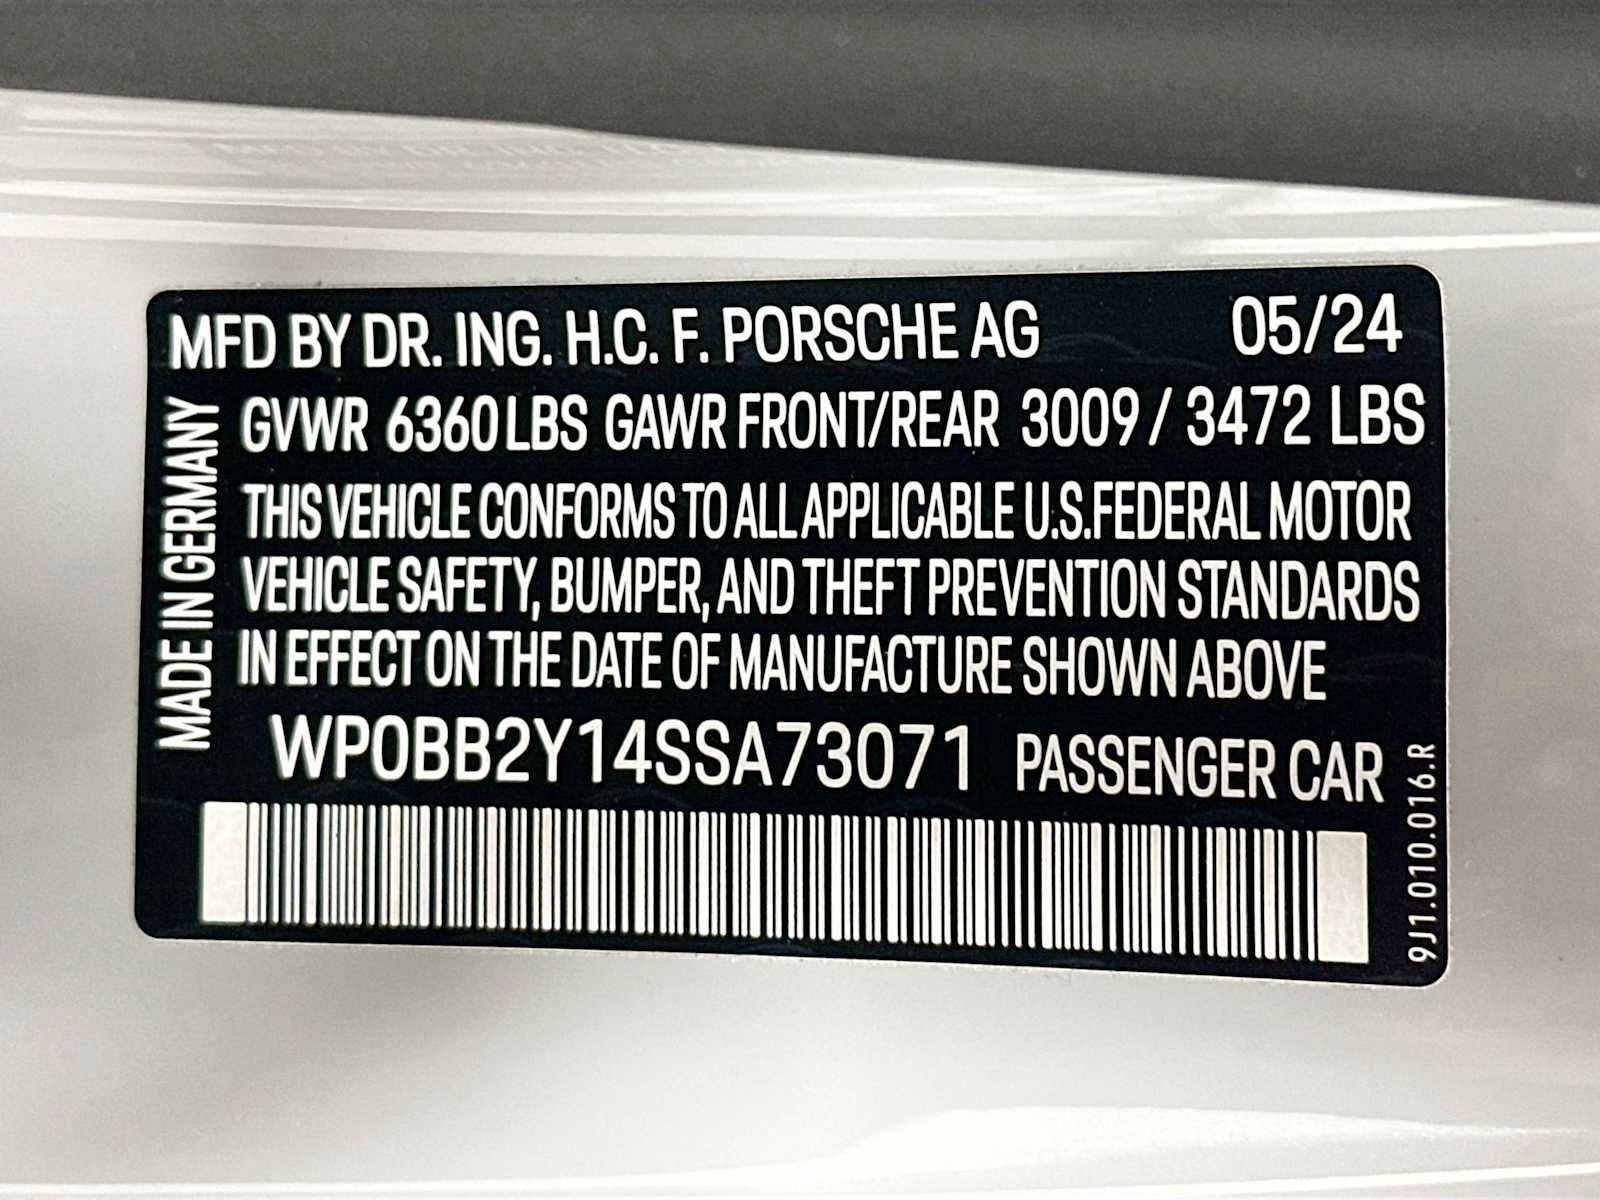 MFD BY DR. ING. H.C. F. PORSCHE AG 05/24
GVWR 6360 LBS GAWR FRONT/REAR 3009 / 3472 LBS
THIS VEHICLE CONFORMS TO ALL APPLICABLE U.S.FEDERAL MOTOR
VEHICLE SAFETY, BUMPER, AND THEFT PREVENTION STANDARDS
IN EFFECT ON THE DATE OF MANUFACTURE SHOWN ABOVE
WP0BB2Y14SSA73071 PASSENGER CAR
MADE IN GERMANY
9J1.010.016.R